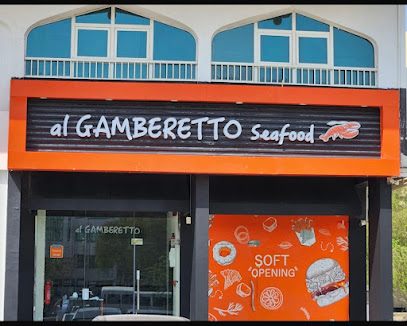 al GAMBERETTO Seafood
al GAMBERETTO
SOFT
"OPENING"